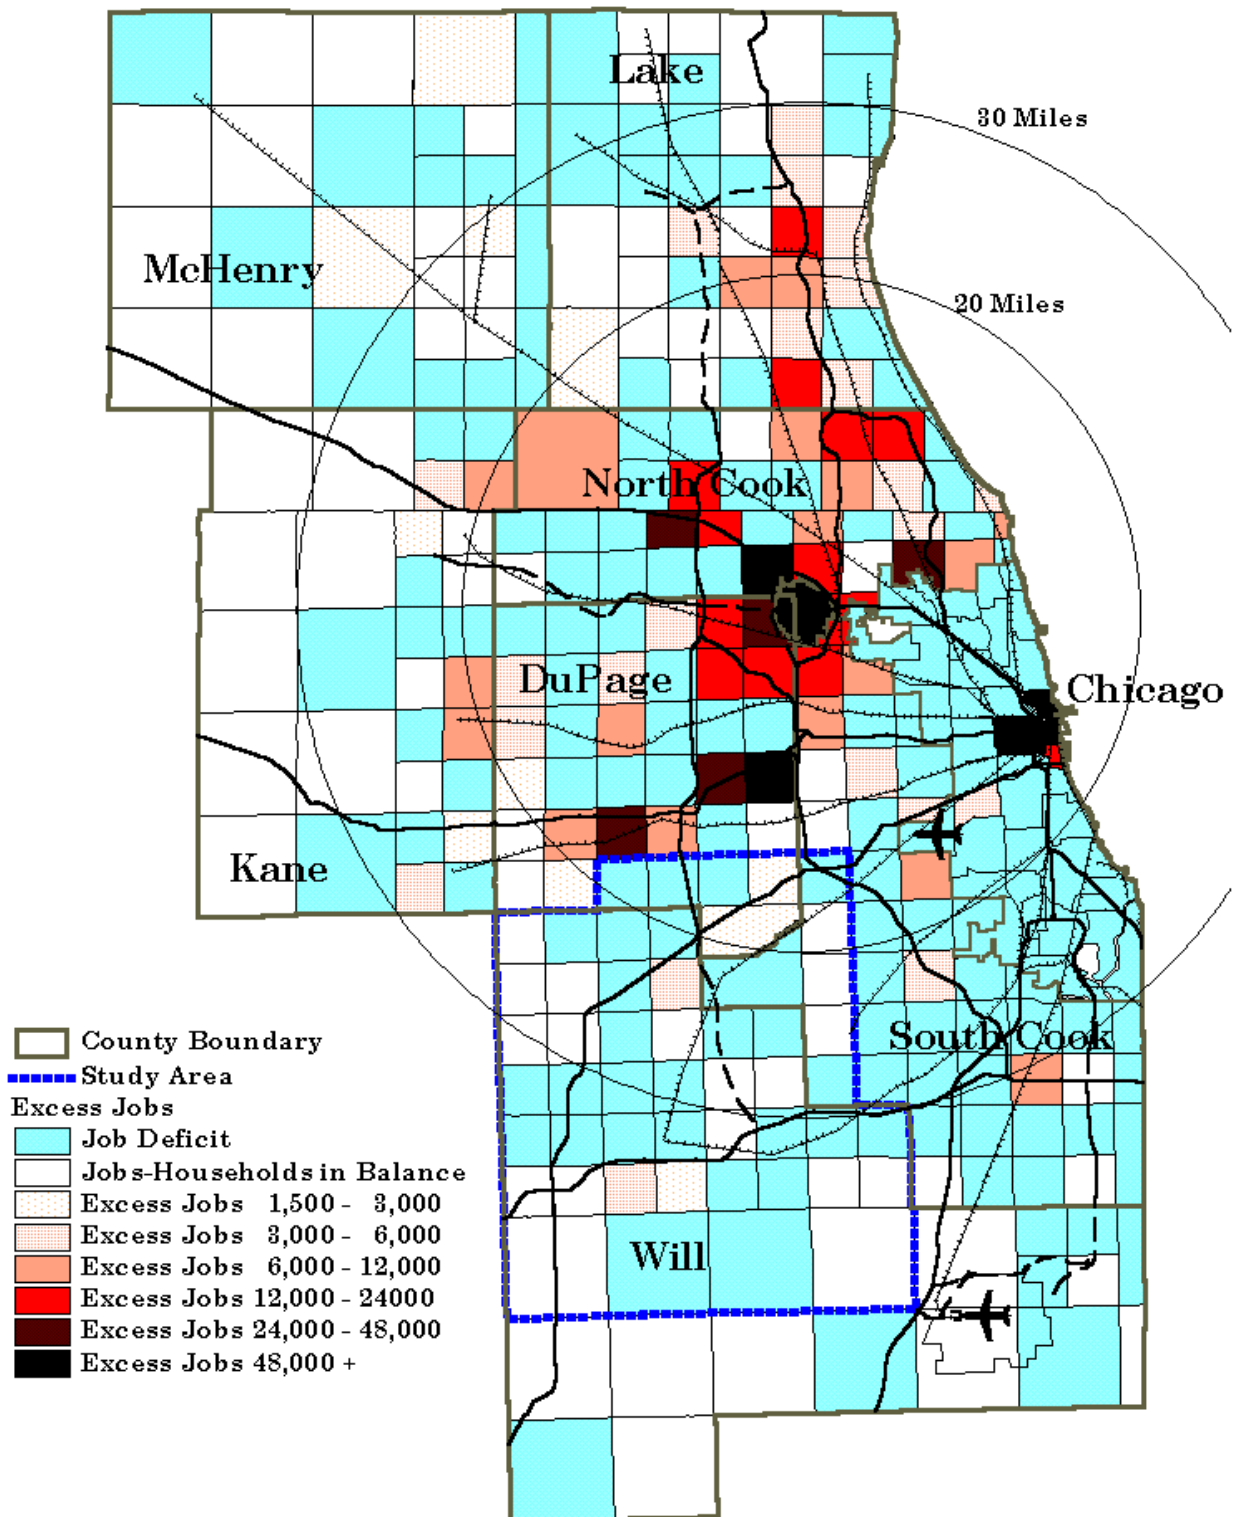 Lake
30 Miles
McHenry
20 Miles
North Cook
DuPage
Chicago
Kane
South Cook
Will
County Boundary
Study Area
Excess Jobs
Job Deficit
Jobs-Households in Balance
Excess Jobs 1,500 - 3,000
Excess Jobs 3,000 - 6,000
Excess Jobs 6,000 - 12,000
Excess Jobs 12,000 - 24000
Excess Jobs 24,000 - 48,000
Excess Jobs 48,000 +